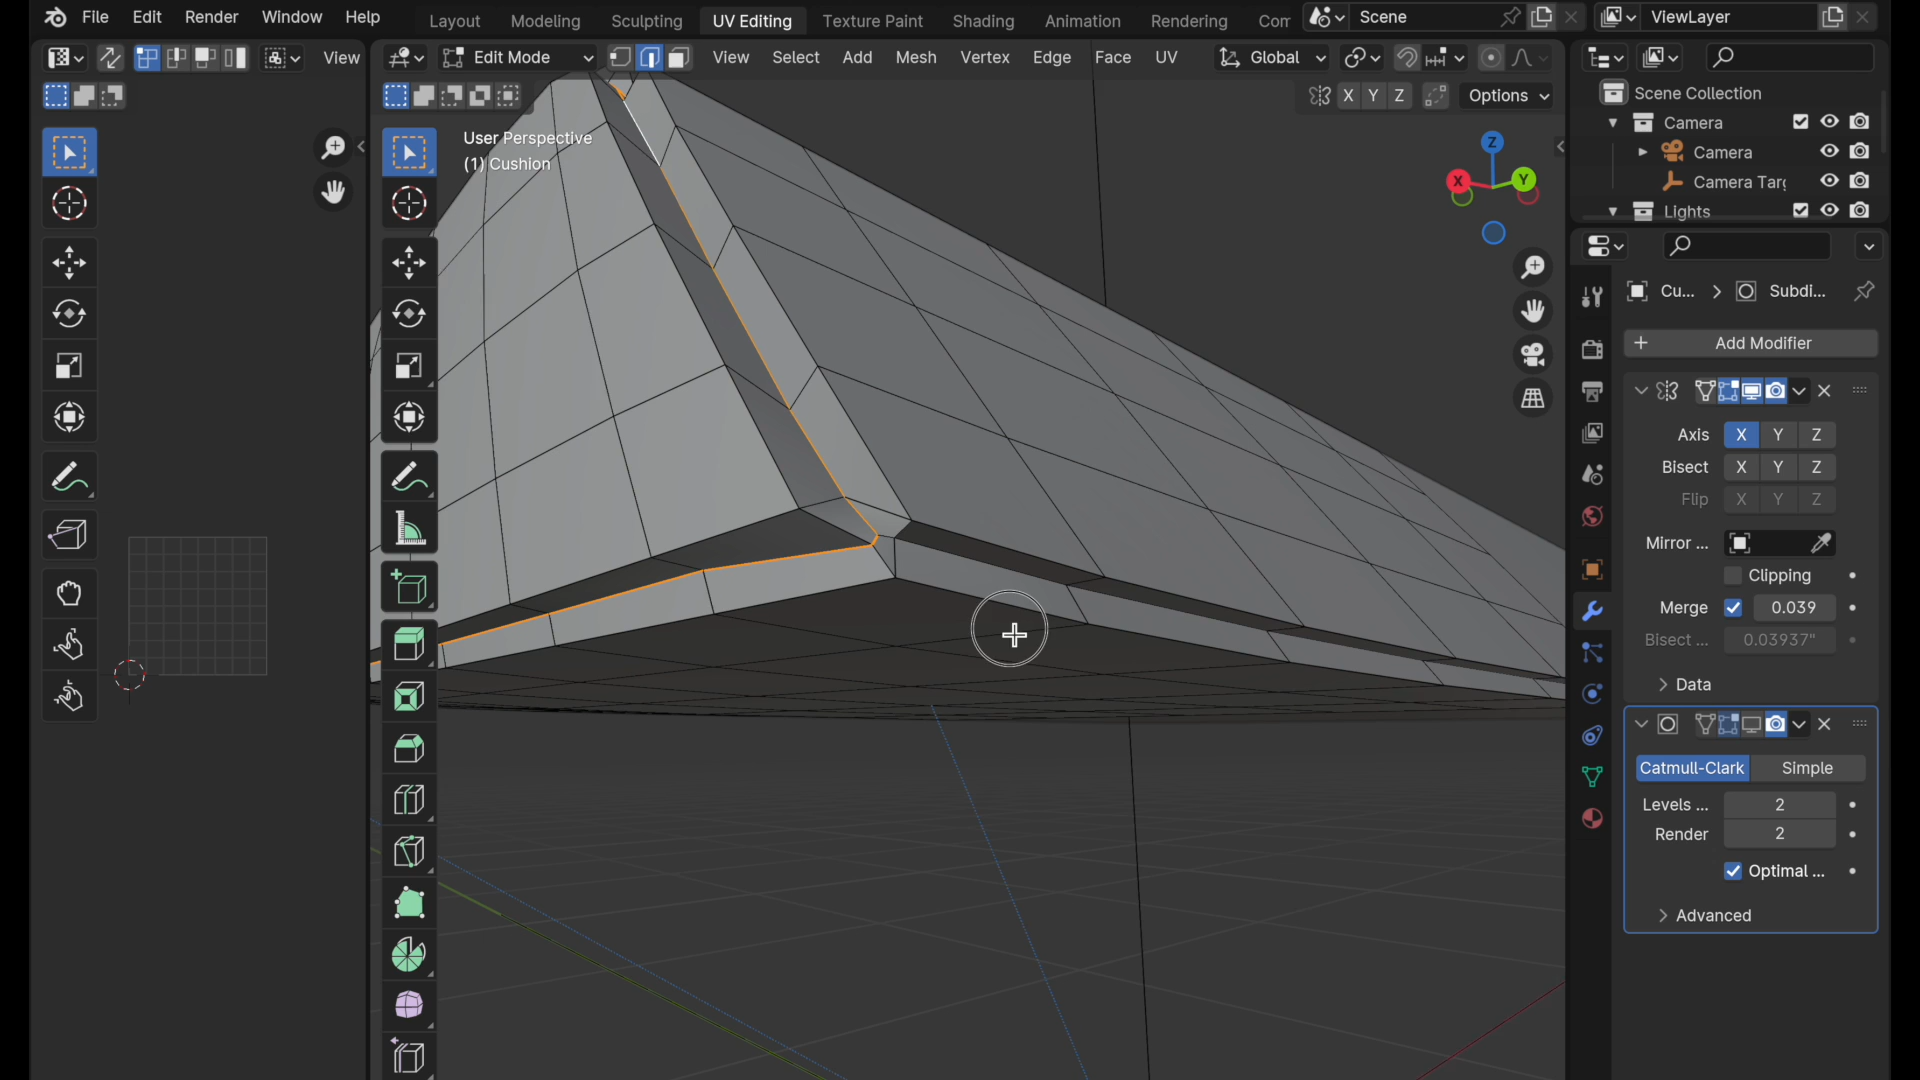 File Edit Render Window Help
Layout Modeling Sculpting UV Editing Texture Paint Shading Animation Rendering Con
Scene
ViewLayer
View
Edit Mode View Select Add Mesh Vertex Edge Face UV
Global
X Y Z Options
User Perspective
(1) Cushion
Z
X
Y
Scene Collection
Camera
Camera
Camera Targ
Lights
Cu... Subdi...
Add Modifier
Axis X Y Z
Bisect X Y Z
Flip X Y Z
Mirror ...
Clipping
Merge 0.039
Bisect ... 0.03937"
Data
Catmull-Clark Simple
Levels ... 2
Render 2
Optimal ...
Advanced